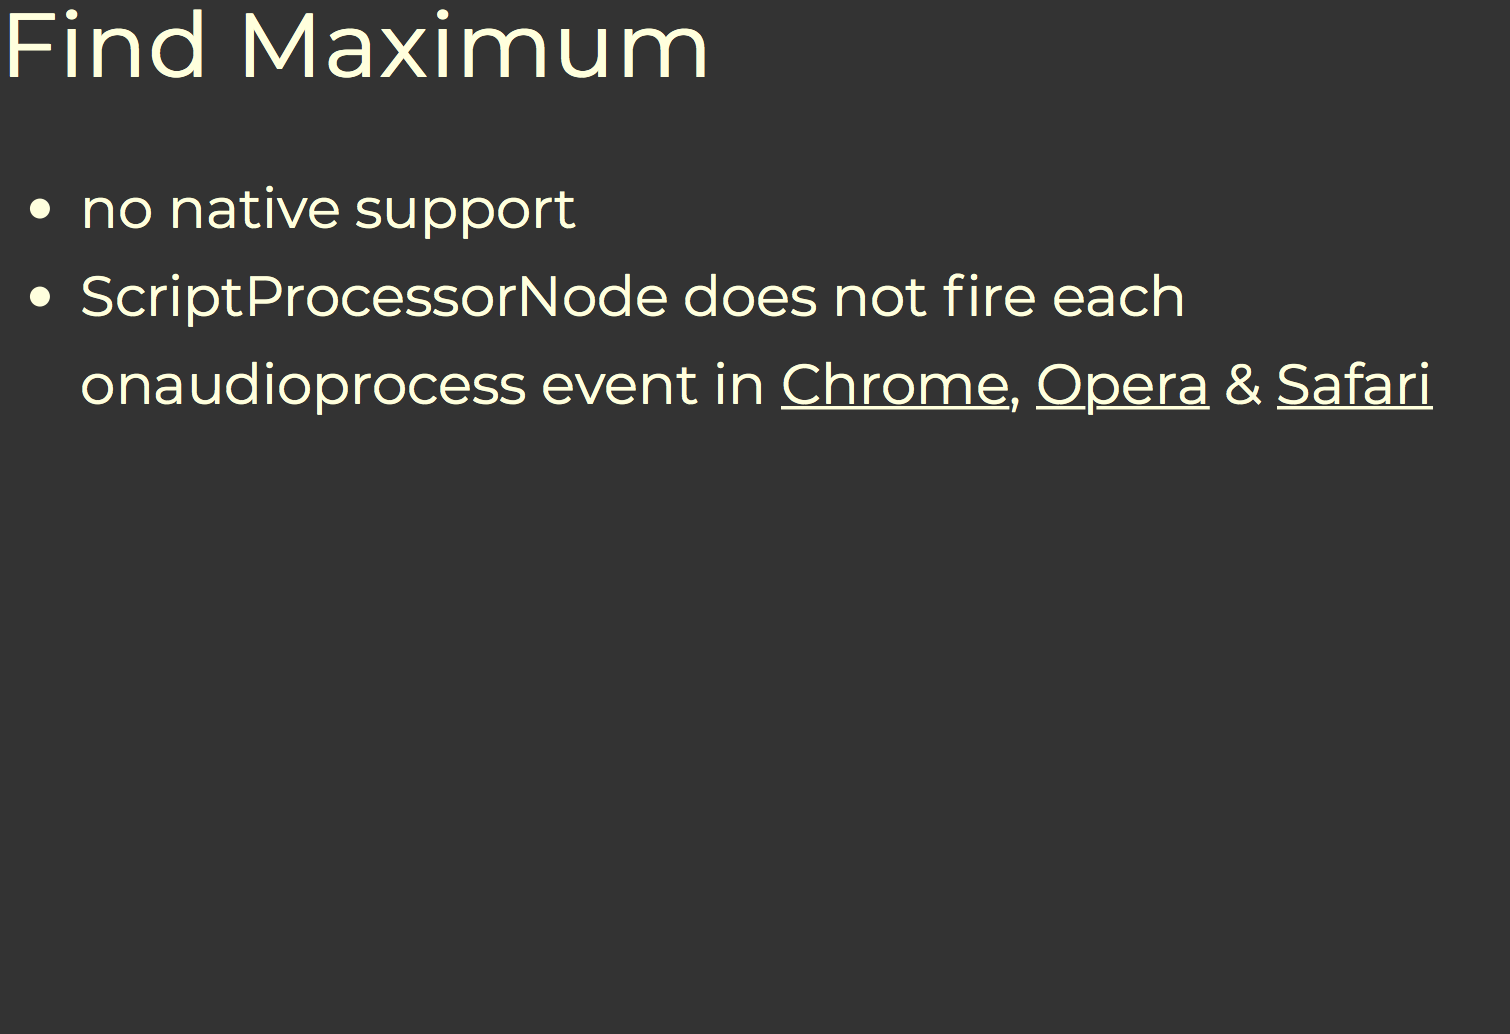 Find Maximum
• no native support
• ScriptProcessorNode does not fire each
onaudioprocess event in Chrome, Opera & Safari